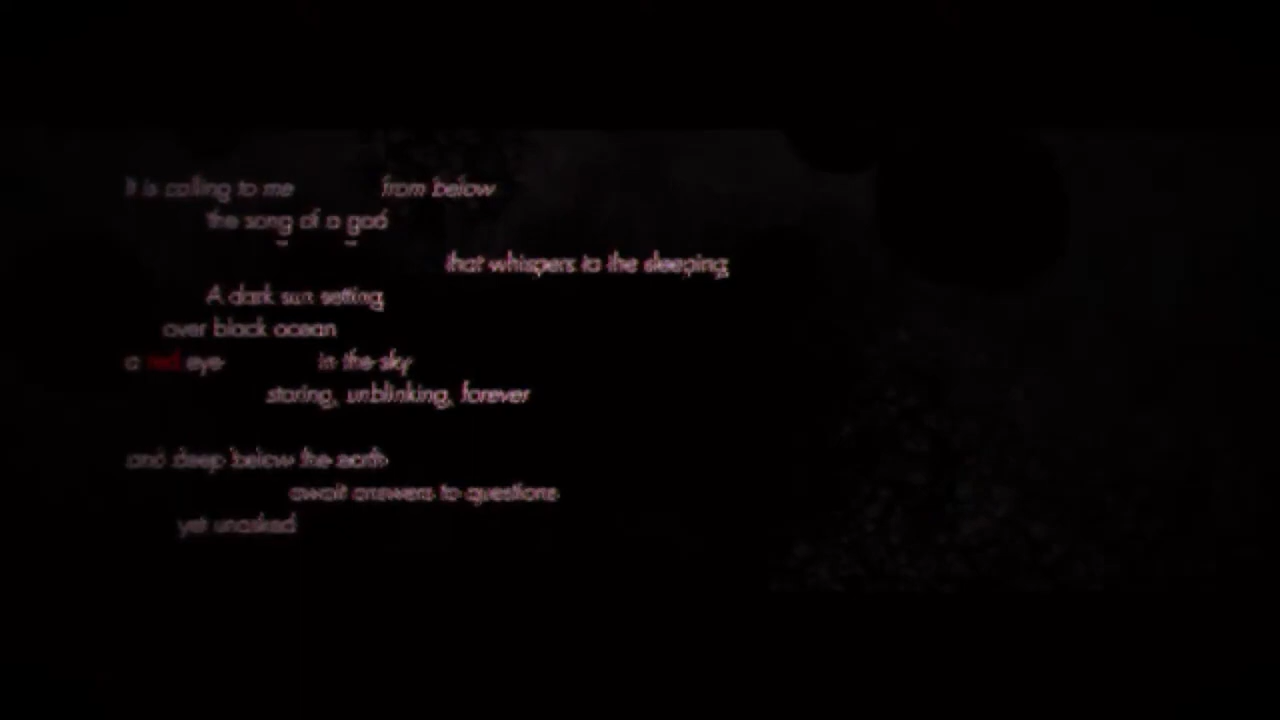 It is calling to me from below
the song of a god
that whispers to the sleeping
A dark sun setting
over black ocean
a red eye in the sky
staring, unblinking, forever
and deep below the earth
await answers to questions
yet unasked